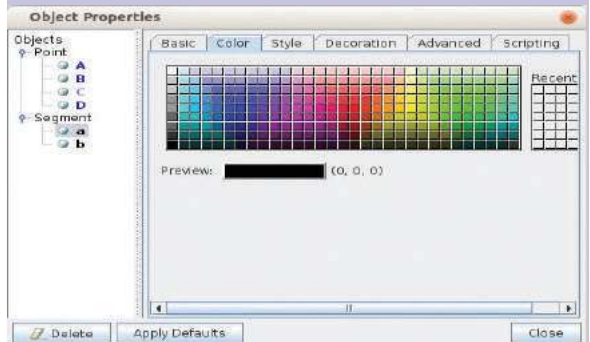 Object Properties
Objects
Point
A
B
C
D
Segment
a
b
Basic Color Style Decoration Advanced Scripting
Recent
Preview: (0, 0, 0)
Delete Apply Defaults Close